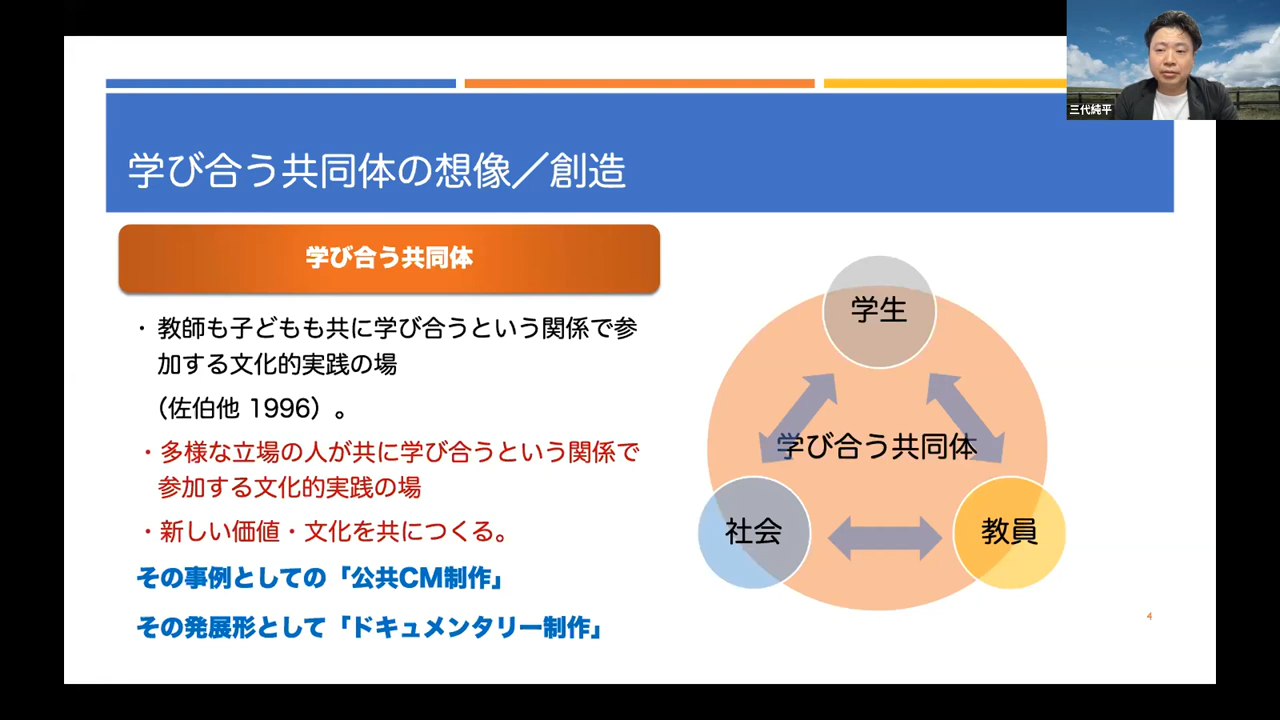 三代純平
学び合う共同体の想像／創造
学び合う共同体
・ 教師も子どもも共に学び合うという関係で参
加する文化的実践の場
（佐伯他 1996）。
・多様な立場の人が共に学び合うという関係で
参加する文化的実践の場
・新しい価値・文化を共につくる。
その事例としての「公共CM制作」
その発展形として「ドキュメンタリー制作」
学生
学び合う共同体
社会
教員
4